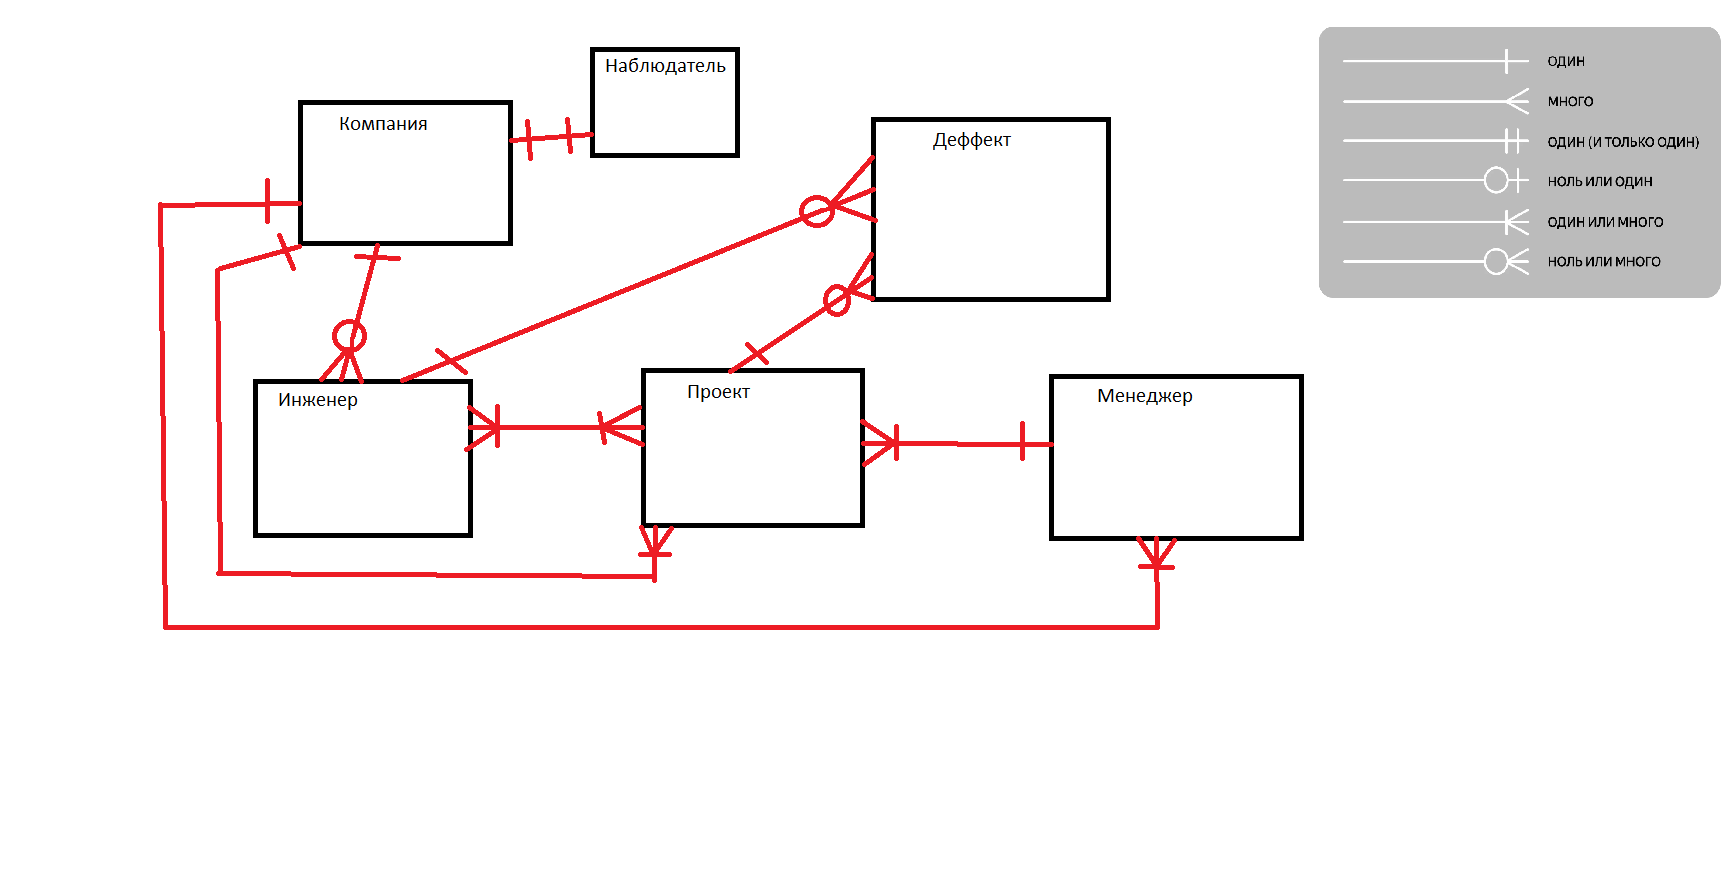 Наблюдатель
Компания
Деффект
Инженер
Проект
Менеджер
ОДИН
МНОГО
ОДИН (И ТОЛЬКО ОДИН)
НОЛЬ ИЛИ ОДИН
ОДИН ИЛИ МНОГО
НОЛЬ ИЛИ МНОГО